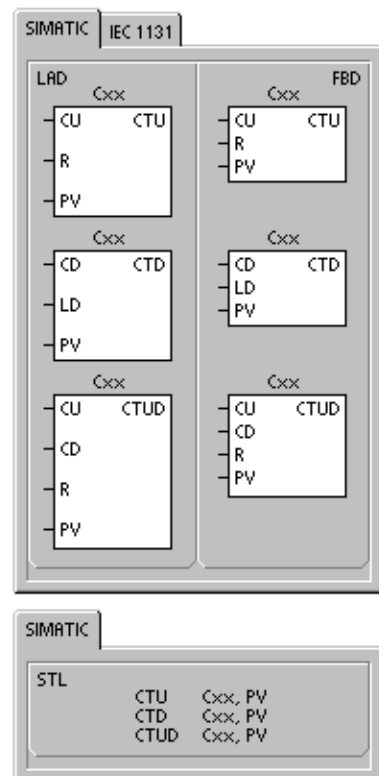 SIMATIC IEC 1131
LAD FBD
Cxx Cxx
CU CTU CU CTU
R R
PV PV
Cxx Cxx
CD CTD CD CTD
LD LD
PV PV
Cxx Cxx
CU CTUD CU CTUD
CD CD
R R
PV PV
SIMATIC
STL
CTU Cxx, PV
CTD Cxx, PV
CTUD Cxx, PV